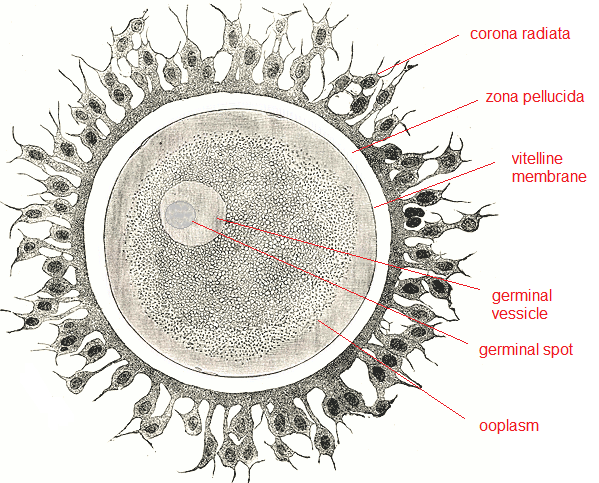 corona radiata
zona pellucida
vitelline
membrane
germinal
vessicle
germinal spot
ooplasm